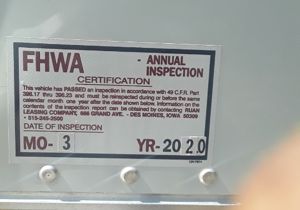 FHWA - ANNUAL
INSPECTION
CERTIFICATION
This vehicle has PASSED an inspection in accordance with 49 C.F.R. Part
396.17 thru 396.23 and must be reinspected during or before the same
calendar month one year after the date shown below. Information on the
contents of the inspection report can be obtained by contacting RUAN
LEASING COMPANY, 666 GRAND AVE. - DES MOINES, IOWA 50309
- 515-245-2500
DATE OF INSPECTION
MO- 3 YR-20 20